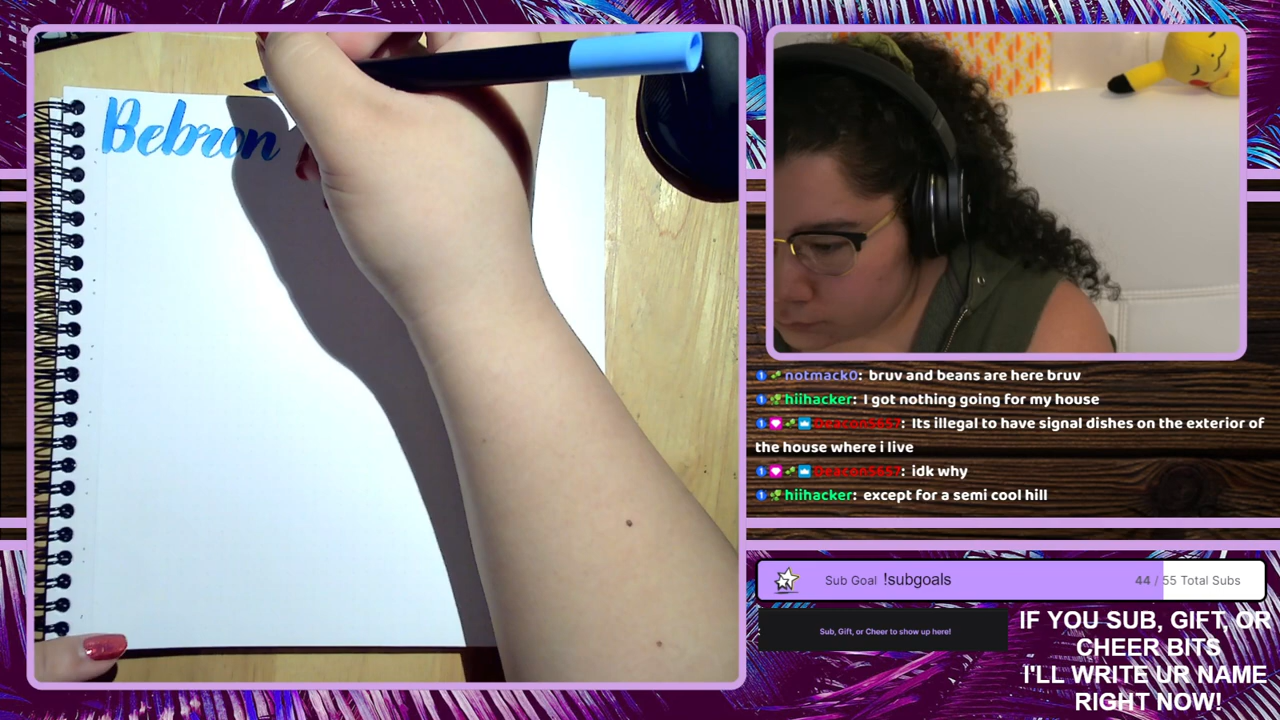 Bebron
notmack0: bruv and beans are here bruv
hiihacker: I got nothing going for my house
Deacon5657: Its illegal to have signal dishes on the exterior of
the house where i live
Deacon5657: idk why
hiihacker: except for a semi cool hill
Sub Goal !subgoals 44 / 55 Total Subs
Sub, Gift, or Cheer to show up here!
IF YOU SUB, GIFT, OR
CHEER BITS
I'LL WRITE UR NAME
RIGHT NOW!